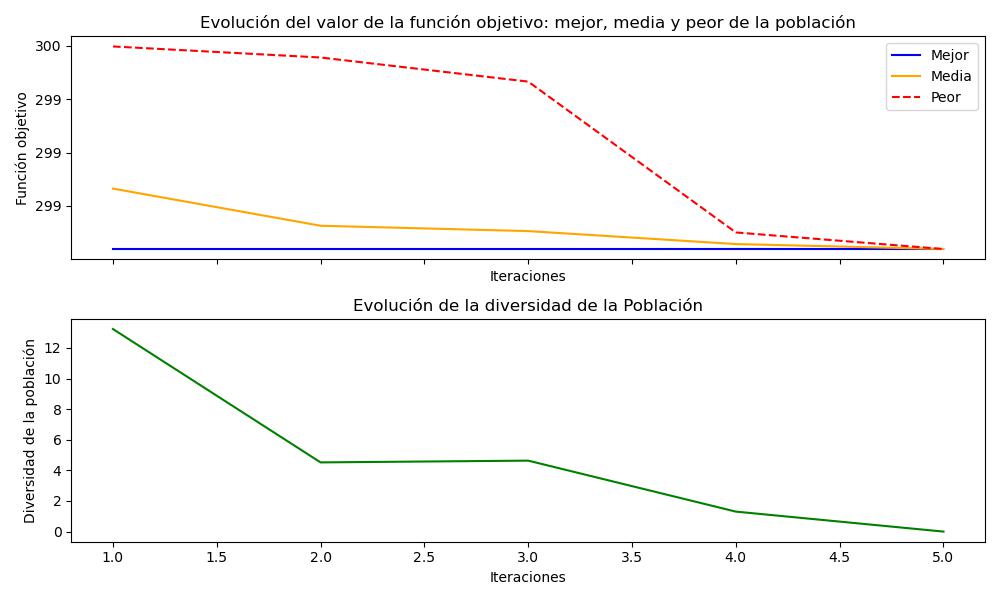 Evolución del valor de la función objetivo: mejor, media y peor de la población
300
299
299
299
Función objetivo
Mejor
Media
Peor
Iteraciones
Evolución de la diversidad de la Población
12
10
8
6
4
2
0
Diversidad de la población
1.0 1.5 2.0 2.5 3.0 3.5 4.0 4.5 5.0
Iteraciones